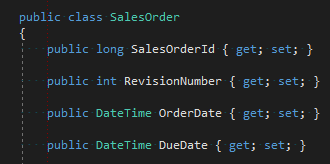 public class SalesOrder
{
public long SalesOrderId { get; set; }
public int RevisionNumber { get; set; }
public DateTime OrderDate { get; set; }
public DateTime DueDate { get; set; }